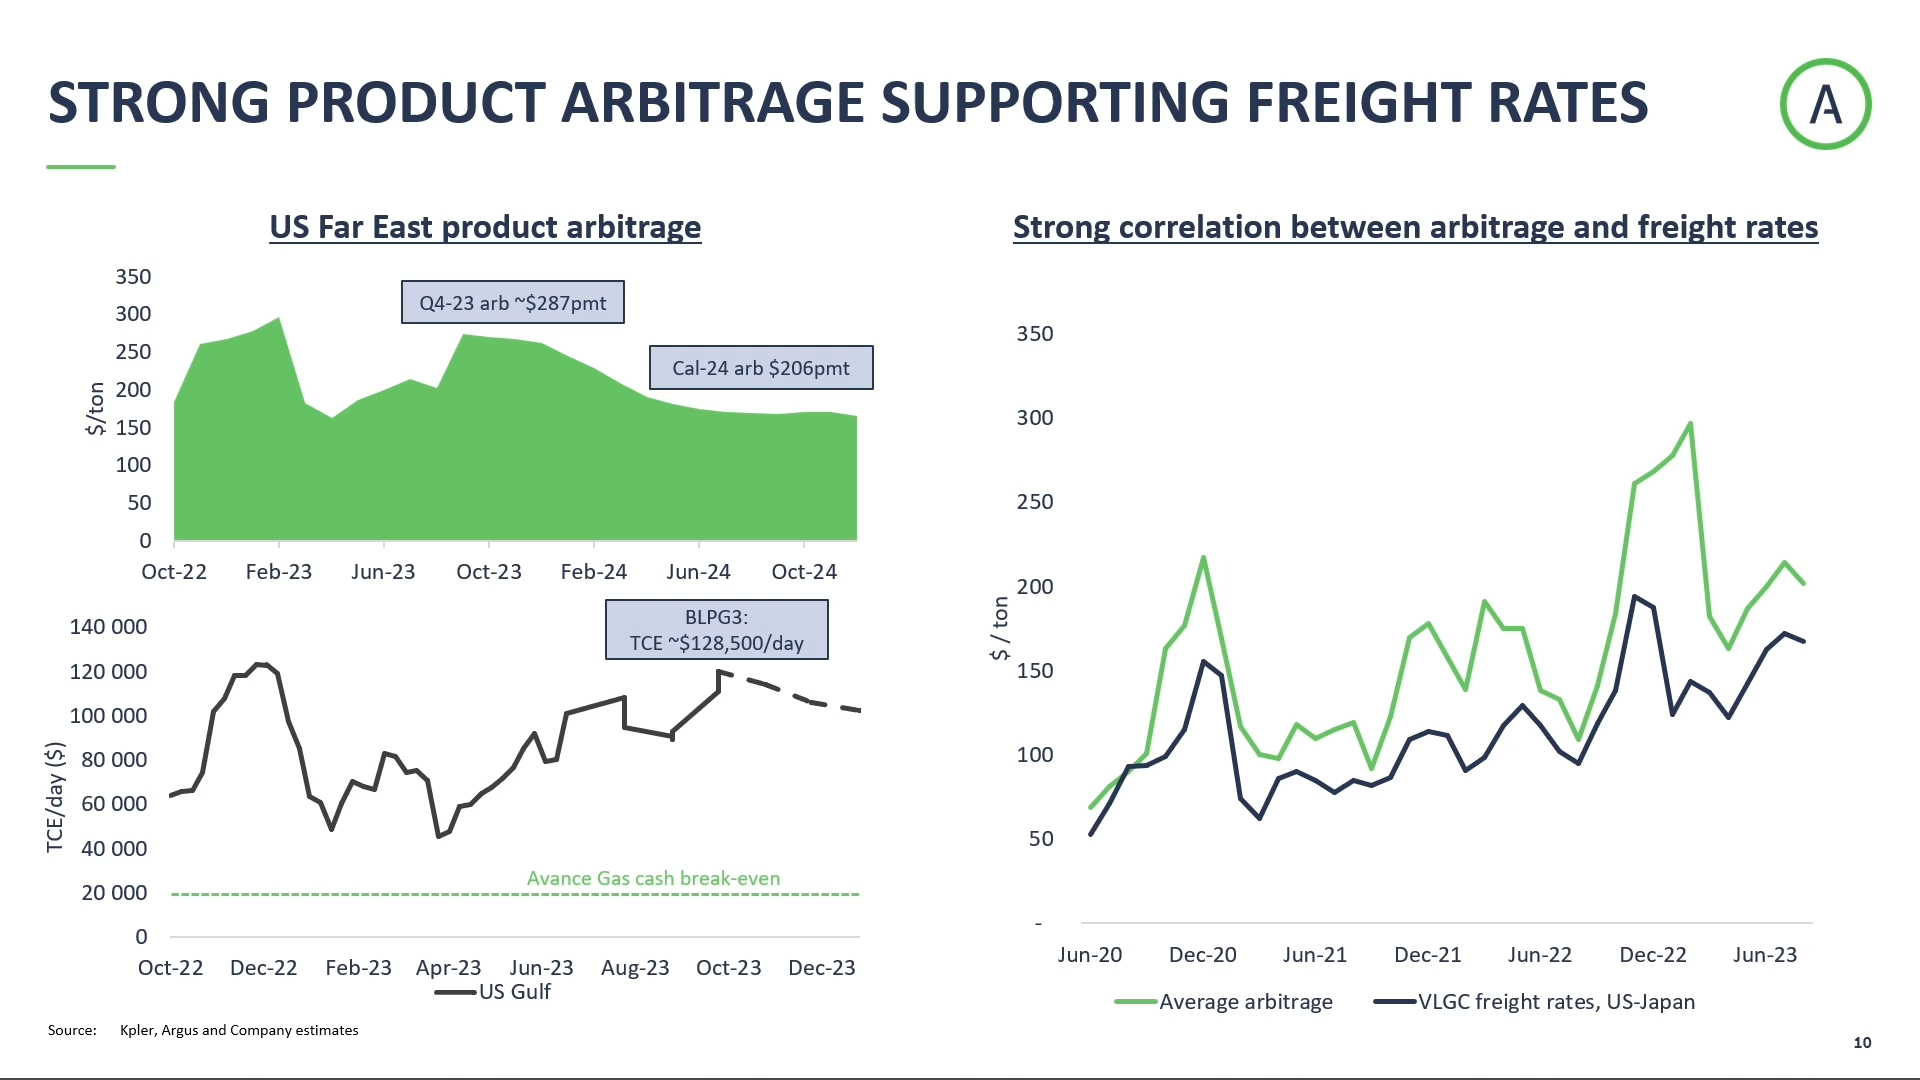 STRONG PRODUCT ARBITRAGE SUPPORTING FREIGHT RATES
A
US Far East product arbitrage
350
300
250
200
150
100
50
0
$/ton
Q4-23 arb ~$287pmt
Cal-24 arb $206pmt
Oct-22 Feb-23 Jun-23 Oct-23 Feb-24 Jun-24 Oct-24
140 000
120 000
100 000
80 000
60 000
40 000
20 000
0
TCE/day ($)
BLPG3:
TCE ~$128,500/day
Avance Gas cash break-even
Oct-22 Dec-22 Feb-23 Apr-23 Jun-23 Aug-23 Oct-23 Dec-23
US Gulf
Strong correlation between arbitrage and freight rates
350
300
250
200
150
100
50
-
$ / ton
Jun-20 Dec-20 Jun-21 Dec-21 Jun-22 Dec-22 Jun-23
Average arbitrage VLGC freight rates, US-Japan
Source: Kpler, Argus and Company estimates
10